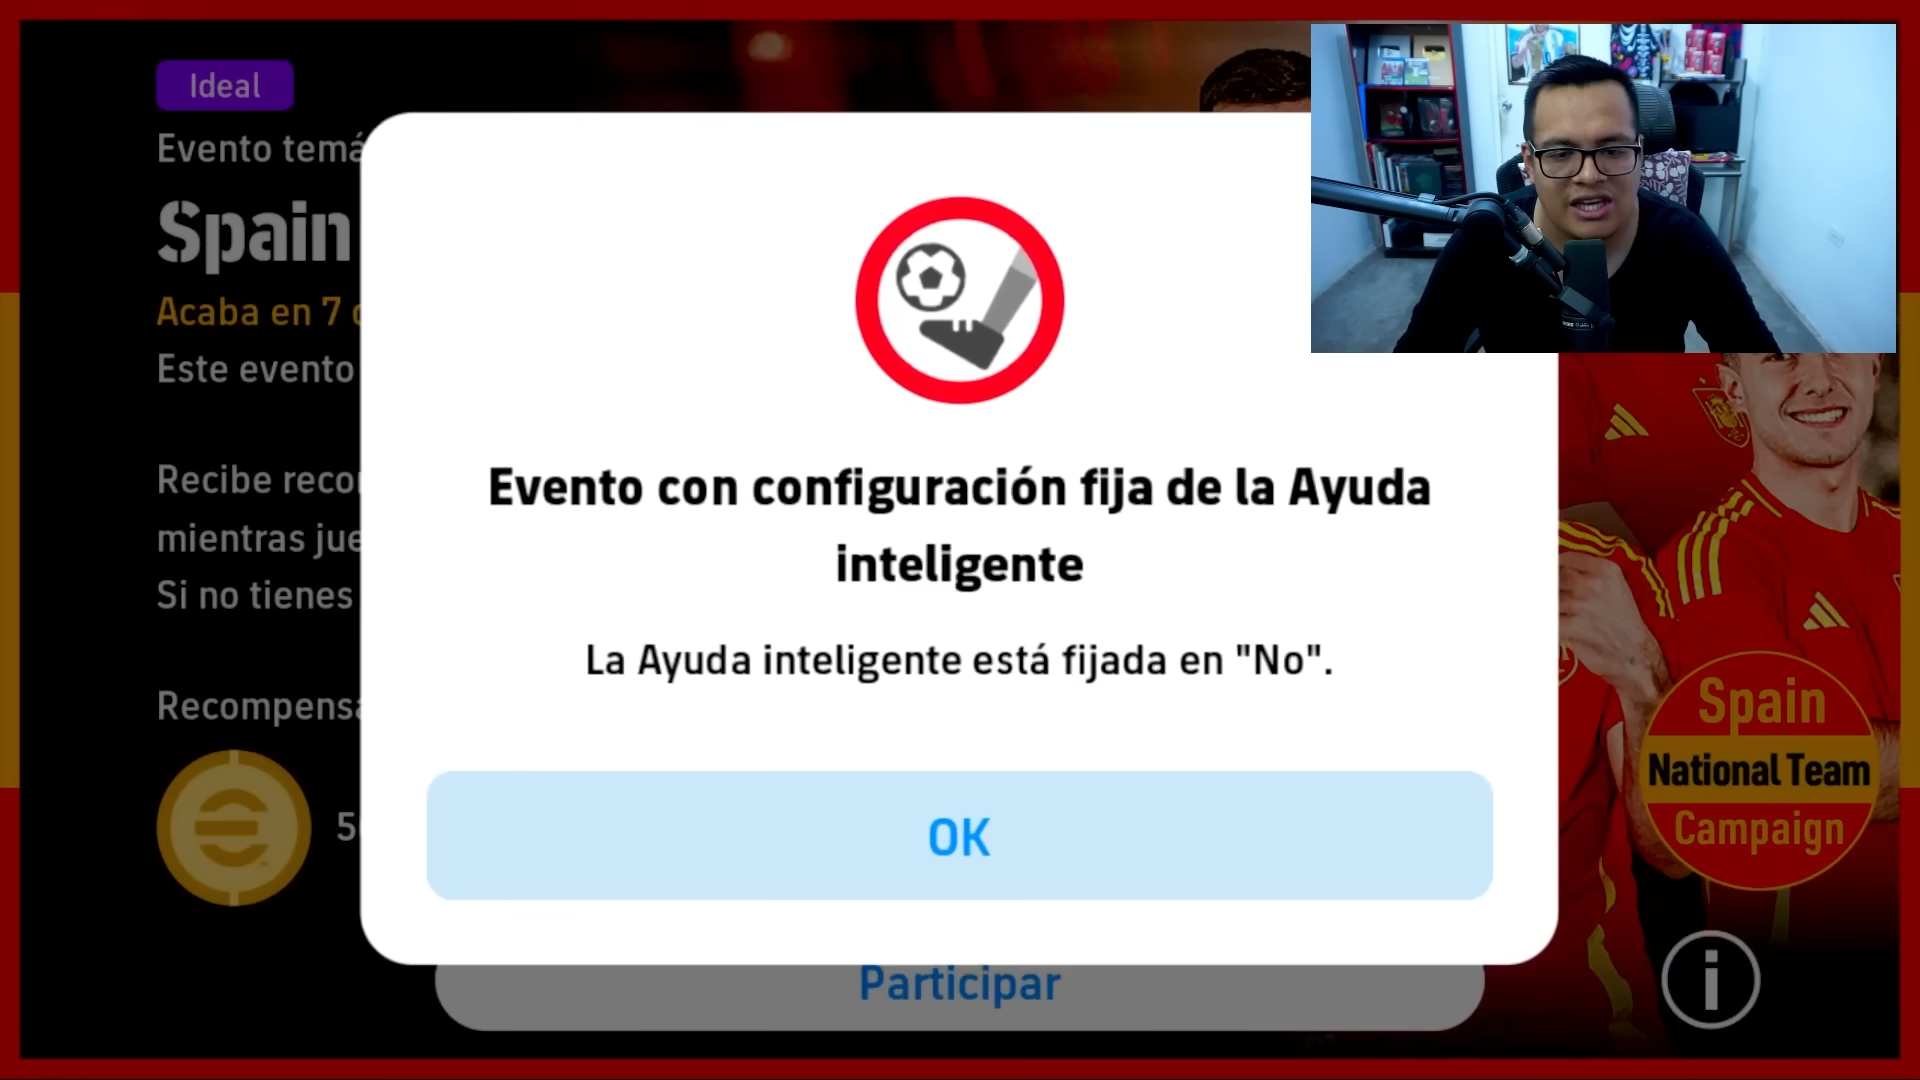 Ideal
Evento temá
Spain
Acaba en 7
Este evento
Recibe reco
mientras jue
Si no tienes
Recompensa
5
Evento con configuración fija de la Ayuda
inteligente
La Ayuda inteligente está fijada en "No".
OK
Participar
Spain
National Team
Campaign